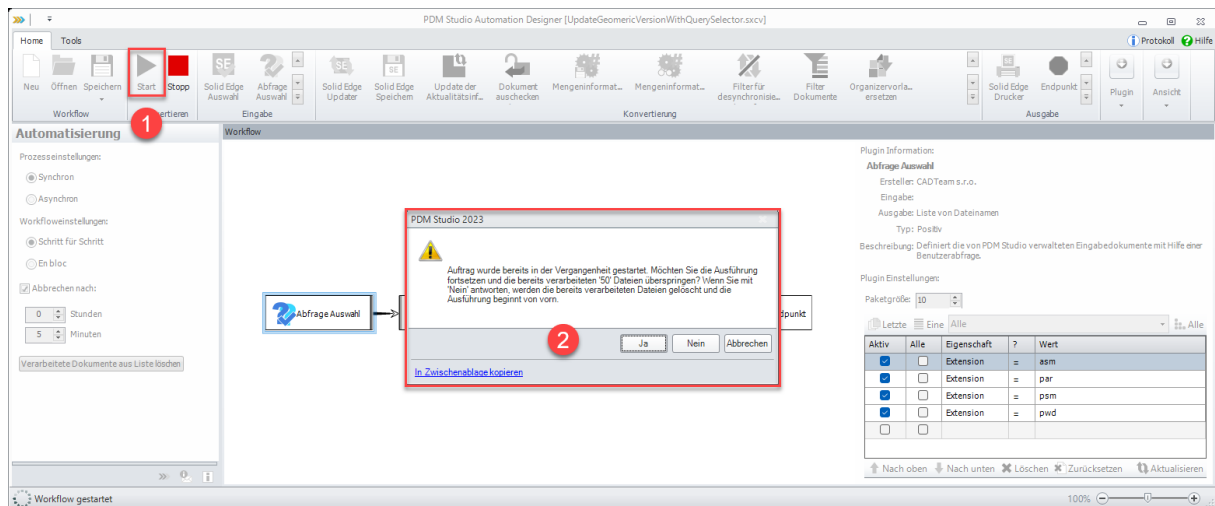 PDM Studio Automation Designer [UpdateGeomericVersionWithQuerySelector.sxcv]
Home Tools
Protokoll Hilfe
Neu Öffnen Speichern Start Stopp Solid Edge Auswahl Abfrage Auswahl Solid Edge Updater Solid Edge Speichern Update der Aktualitätsinf... Dokument auschecken Mengeninformat... Mengeninformat... Filter für desynchronisie... Filter Dokumente Organizervorla... ersetzen Solid Edge Drucker Endpunkt Plugin Ansicht
Workflow ertieren Eingabe Konvertierung Ausgabe
1
Automatisierung
Prozesseinstellungen:
Synchron
Asynchron
Workfloweinstellungen:
Schritt für Schritt
En bloc
Abbrechen nach:
0 Stunden
5 Minuten
Verarbeitete Dokumente aus Liste löschen
Workflow
Abfrage Auswahl
dpunkt
PDM Studio 2023
Auftrag wurde bereits in der Vergangenheit gestartet. Möchten Sie die Ausführung
fortsetzen und die bereits verarbeiteten '50' Dateien überspringen? Wenn Sie mit
'Nein' antworten, werden die bereits verarbeiteten Dateien gelöscht und die
Ausführung beginnt von vorn.
2
Ja Nein Abbrechen
In Zwischenablage kopieren
Plugin Information:
Abfrage Auswahl
Ersteller: CADTeam s.r.o.
Eingabe:
Ausgabe: Liste von Dateinamen
Typ: Positiv
Beschreibung: Definiert die von PDM Studio verwalteten Eingabedokumente mit Hilfe einer
Benutzerabfrage.
Plugin Einstellungen:
Paketgröße: 10
Letzte Eine Alle Alle
Aktiv Alle Eigenschaft ? Wert
Extension = asm
Extension = par
Extension = psm
Extension = pwd
Nach oben Nach unten Löschen Zurücksetzen Aktualisieren
Workflow gestartet
100%